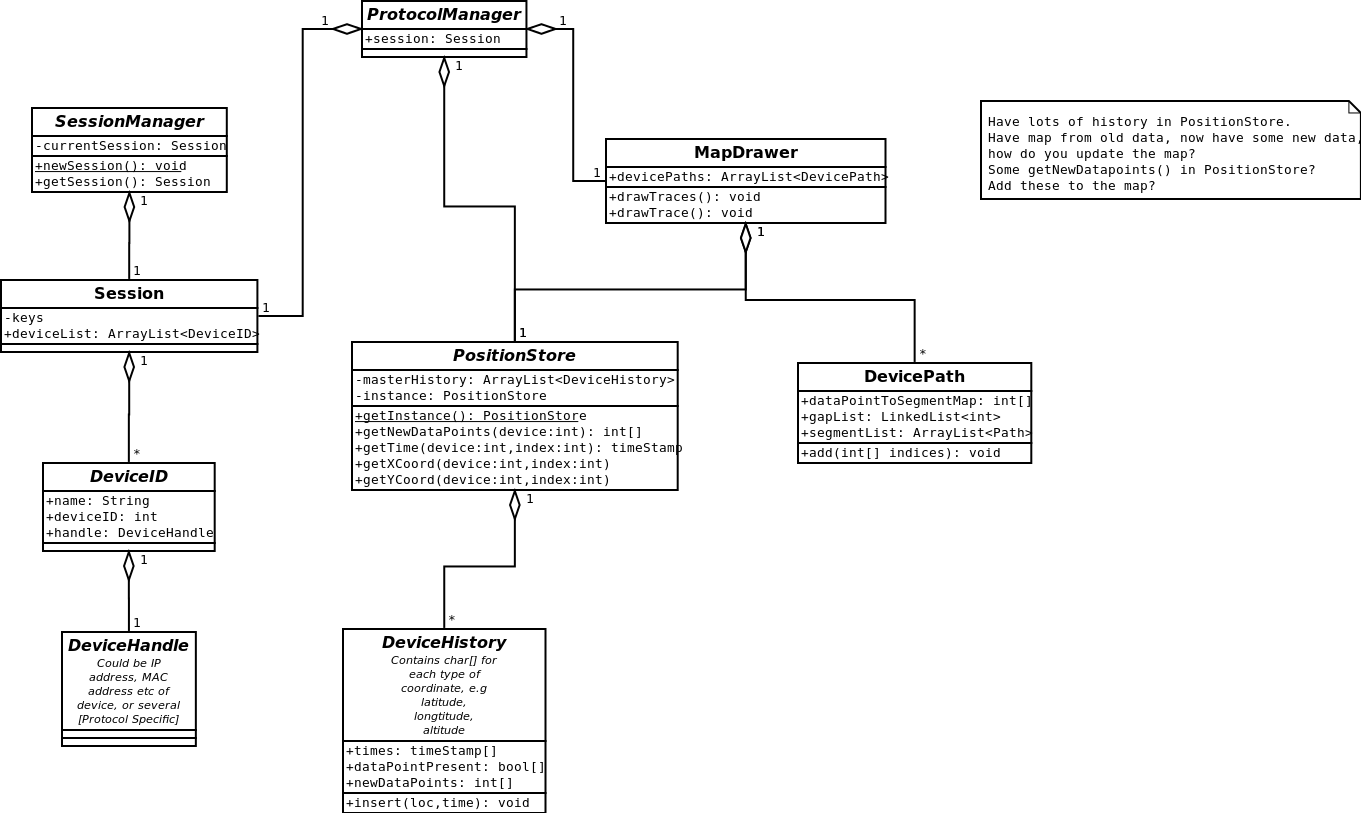 1
ProtocolManager
1
+session: Session
1
SessionManager
-currentSession: Session
+newSession(): void
+getSession(): Session
1
1
Session
-keys
+deviceList: ArrayList<DeviceID>
1
1
*
DeviceID
+name: String
+deviceID: int
+handle: DeviceHandle
1
1
DeviceHandle
Could be IP
address, MAC
address etc of
device, or several
[Protocol Specific]
1
MapDrawer
+devicePaths: ArrayList<DevicePath>
+drawTraces(): void
+drawTrace(): void
1
1
PositionStore
-masterHistory: ArrayList<DeviceHistory>
-instance: PositionStore
+getInstance(): PositionStore
+getNewDataPoints(device:int): int[]
+getTime(device:int,index:int): timeStamp
+getXCoord(device:int,index:int)
+getYCoord(device:int,index:int)
1
*
DeviceHistory
Contains char[] for
each type of
coordinate, e.g
latitude,
longtitude,
altitude
+times: timeStamp[]
+dataPointPresent: bool[]
+newDataPoints: int[]
+insert(loc,time): void
*
DevicePath
+dataPointToSegmentMap: int[]
+gapList: LinkedList<int>
+segmentList: ArrayList<Path>
+add(int[] indices): void
Have lots of history in PositionStore.
Have map from old data, now have some new data,
how do you update the map?
Some getNewDatapoints() in PositionStore?
Add these to the map?